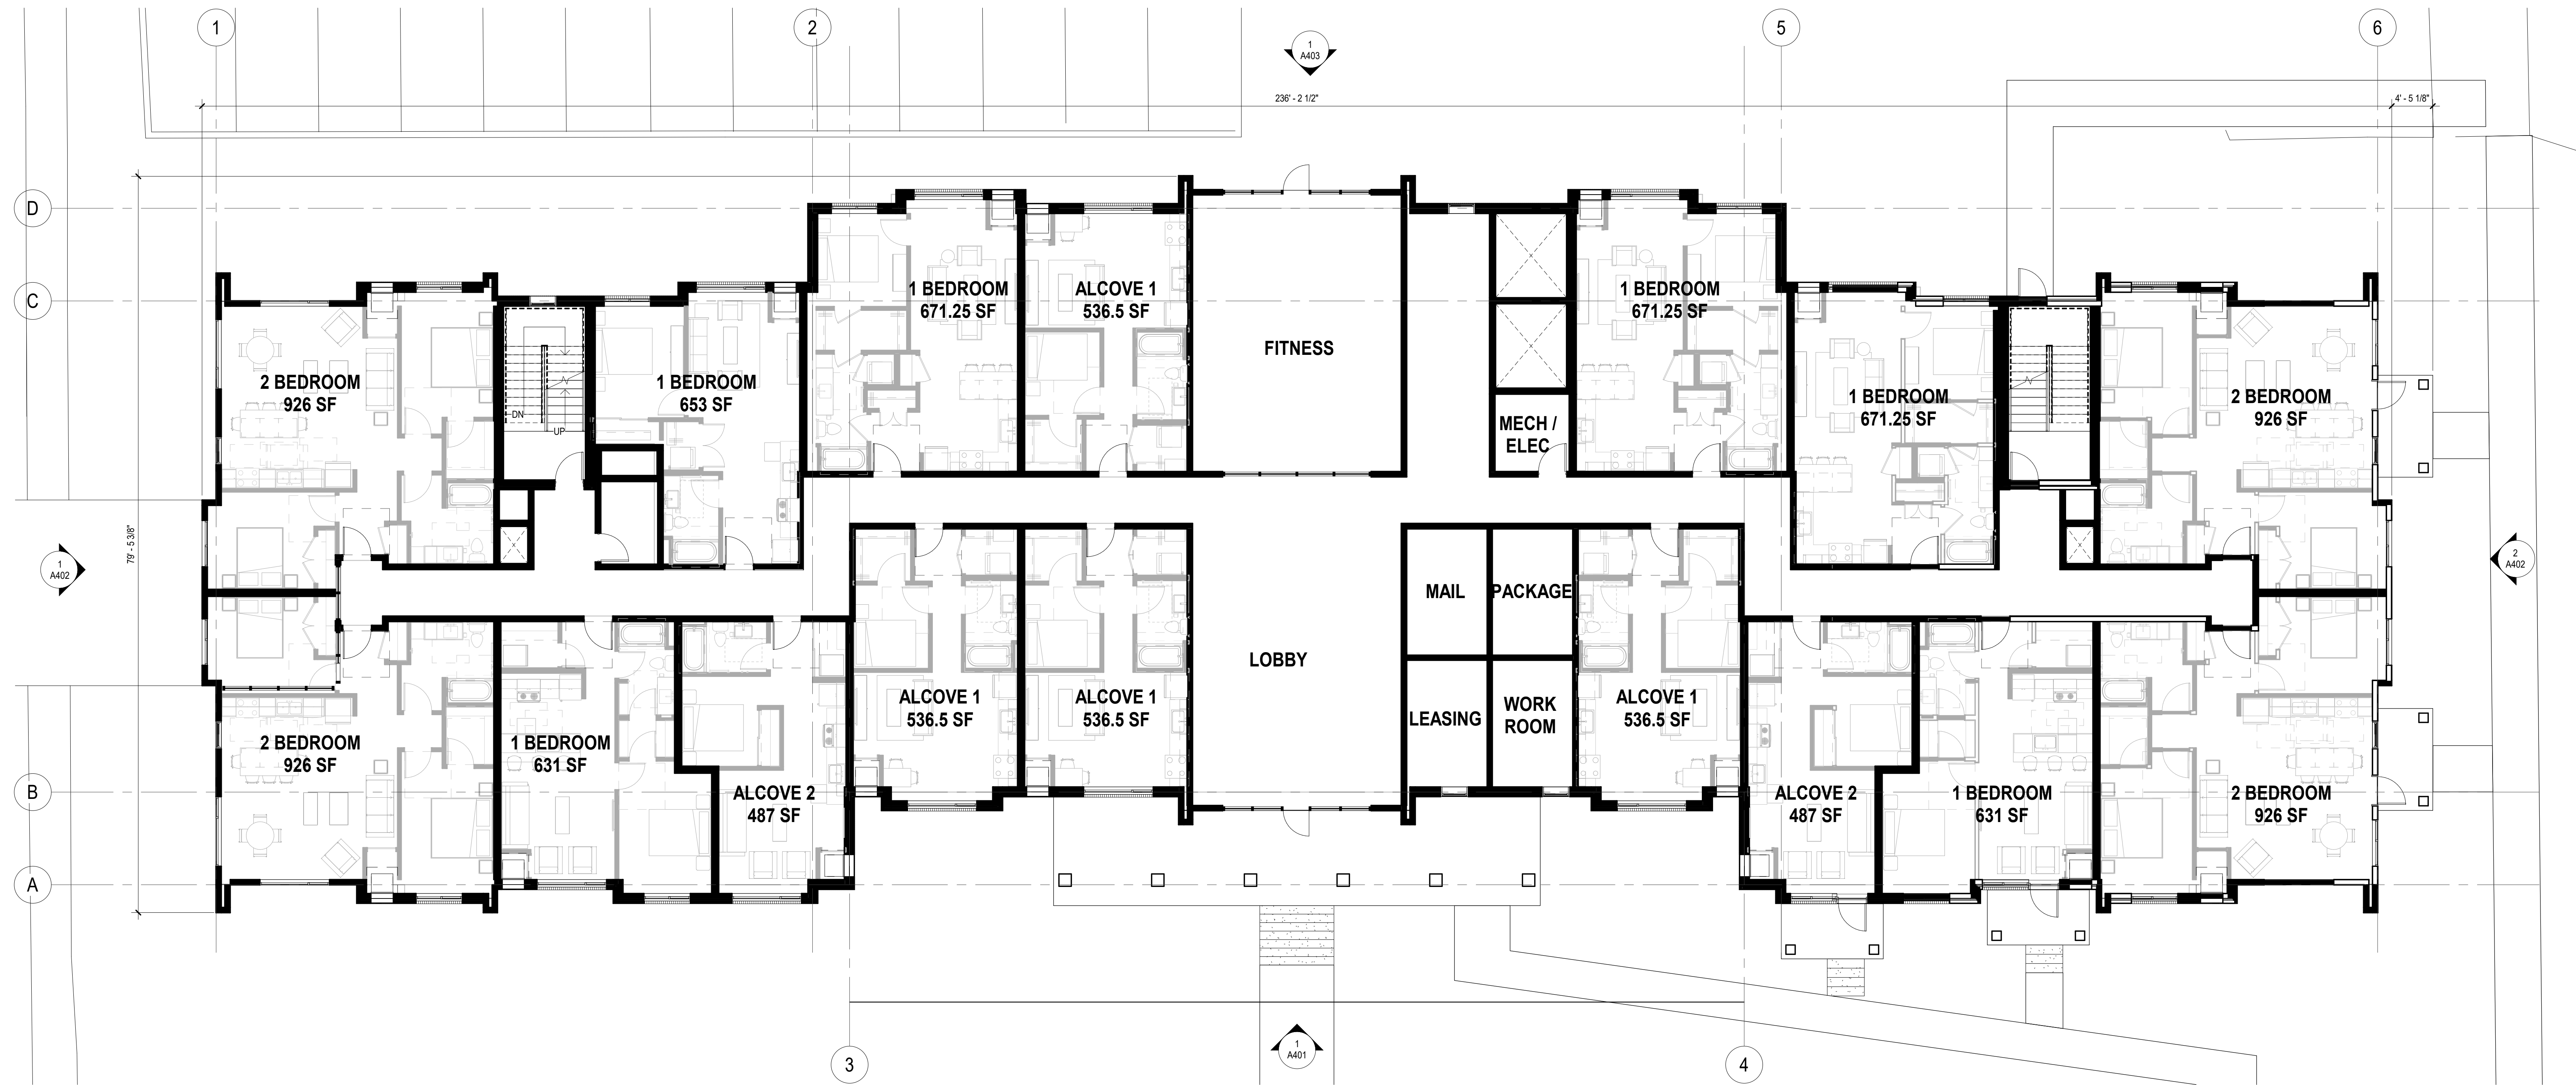 1
2
5
6
1
A403
236' - 2 1/2"
4' - 5 1/8"
D
C
1 BEDROOM
671.25 SF
ALCOVE 1
536.5 SF
1 BEDROOM
671.25 SF
FITNESS
2 BEDROOM
926 SF
1 BEDROOM
653 SF
1 BEDROOM
671.25 SF
2 BEDROOM
926 SF
DN
UP
MECH /
ELEC
79' - 5 3/8"
1
A402
2
A402
MAIL
PACKAGE
LOBBY
ALCOVE 1
536.5 SF
ALCOVE 1
536.5 SF
LEASING
WORK
ROOM
ALCOVE 1
536.5 SF
2 BEDROOM
926 SF
1 BEDROOM
631 SF
ALCOVE 2
487 SF
ALCOVE 2
487 SF
1 BEDROOM
631 SF
2 BEDROOM
926 SF
B
A
3
1
A401
4